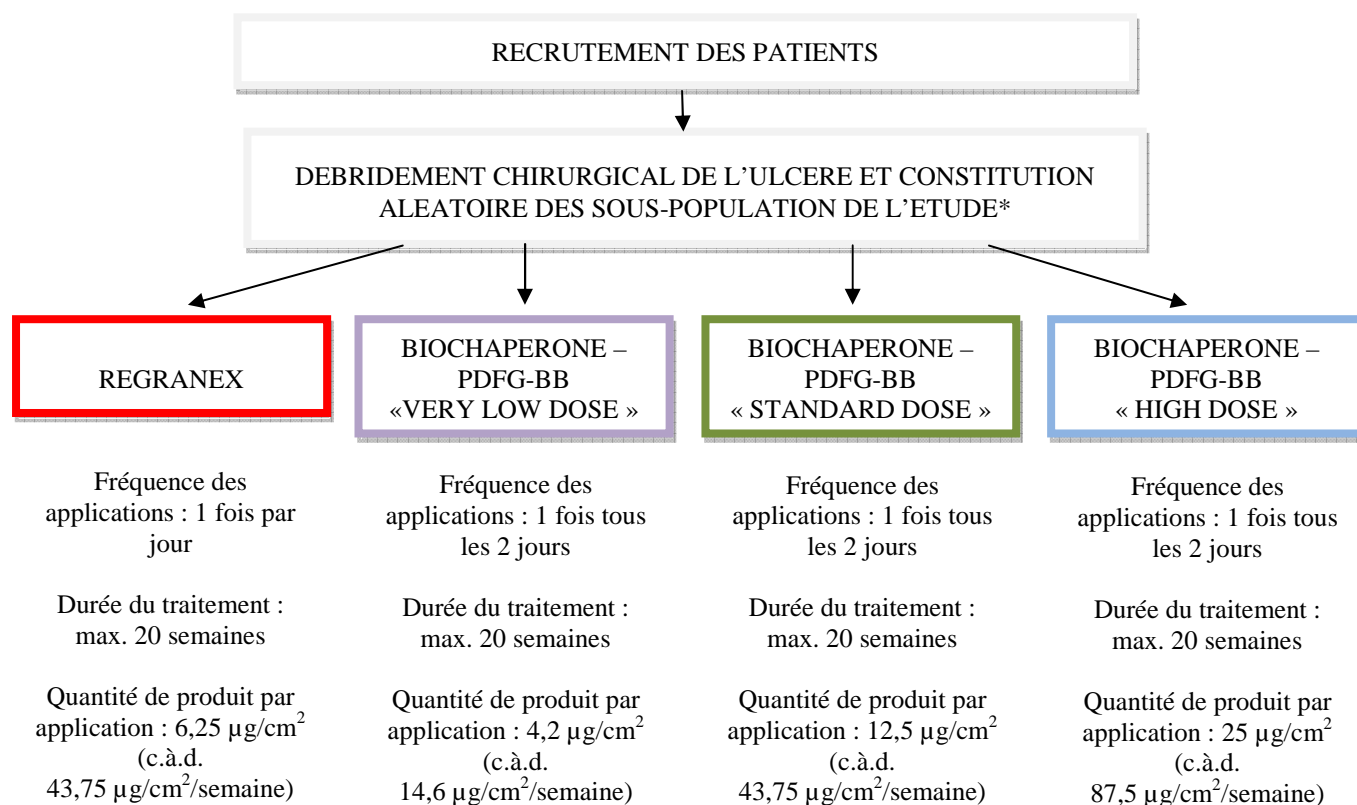 RECRUTEMENT DES PATIENTS
DEBRIDEMENT CHIRURGICAL DE L'ULCERE ET CONSTITUTION
ALEATOIRE DES SOUS-POPULATION DE L'ETUDE*
REGRANEX
BIOCHAPERONE –
PDFG-BB
«VERY LOW DOSE »
BIOCHAPERONE –
PDFG-BB
« STANDARD DOSE »
BIOCHAPERONE –
PDFG-BB
« HIGH DOSE »
Fréquence des
applications : 1 fois par
jour
Durée du traitement :
max. 20 semaines
Quantité de produit par
application : 6,25 µg/cm²
(c.à.d.
43,75 µg/cm²/semaine)
Fréquence des
applications : 1 fois tous
les 2 jours
Durée du traitement :
max. 20 semaines
Quantité de produit par
application : 4,2 µg/cm²
(c.à.d.
14,6 µg/cm²/semaine)
Fréquence des
applications : 1 fois tous
les 2 jours
Durée du traitement :
max. 20 semaines
Quantité de produit par
application : 12,5 µg/cm²
(c.à.d.
43,75 µg/cm²/semaine)
Fréquence des
applications : 1 fois tous
les 2 jours
Durée du traitement :
max. 20 semaines
Quantité de produit par
application : 25 µg/cm²
(c.à.d.
87,5 µg/cm²/semaine)